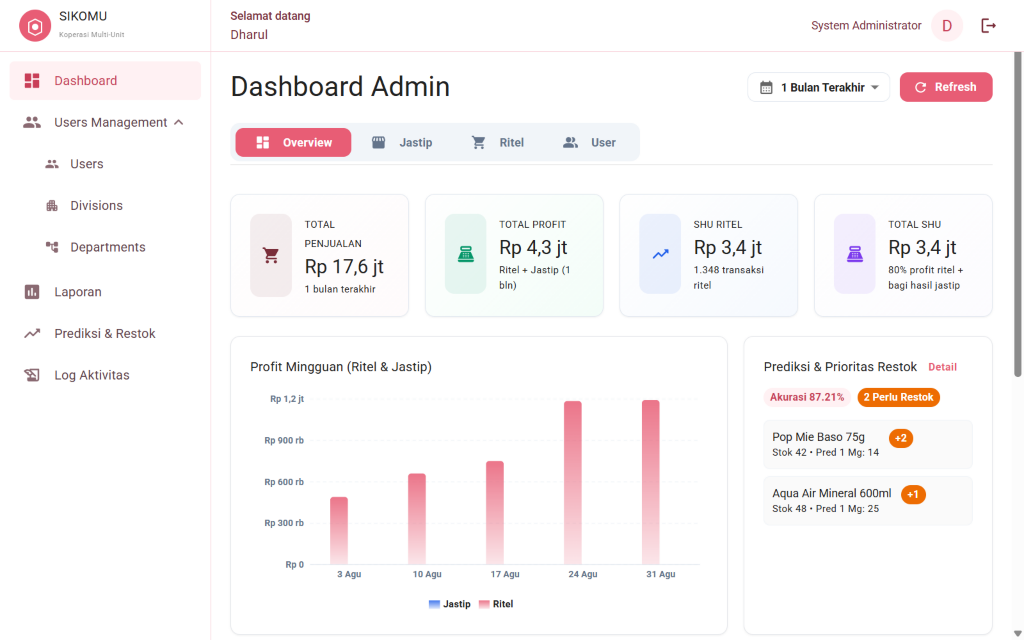 SIKOMU
Koperasi Multi-Unit
Selamat datang
Dharul
System Administrator
D
Dashboard
Users Management
Users
Divisions
Departments
Laporan
Prediksi & Restok
Log Aktivitas
Dashboard Admin
1 Bulan Terakhir
Refresh
Overview
Jastip
Ritel
User
TOTAL
PENJUALAN
Rp 17,6 jt
1 bulan terakhir
TOTAL PROFIT
Rp 4,3 jt
Ritel + Jastip (1
bln)
SHU RITEL
Rp 3,4 jt
1.348 transaksi
ritel
TOTAL SHU
Rp 3,4 jt
80% profit ritel +
bagi hasil jastip
Profit Mingguan (Ritel & Jastip)
Rp 1,2 jt
Rp 900 rb
Rp 600 rb
Rp 300 rb
Rp 0
3 Agu
10 Agu
17 Agu
24 Agu
31 Agu
Jastip
Ritel
Prediksi & Prioritas Restok
Detail
Akurasi 87.21%
2 Perlu Restok
Pop Mie Baso 75g
+2
Stok 42 • Pred 1 Mg: 14
Aqua Air Mineral 600ml
+1
Stok 48 • Pred 1 Mg: 25